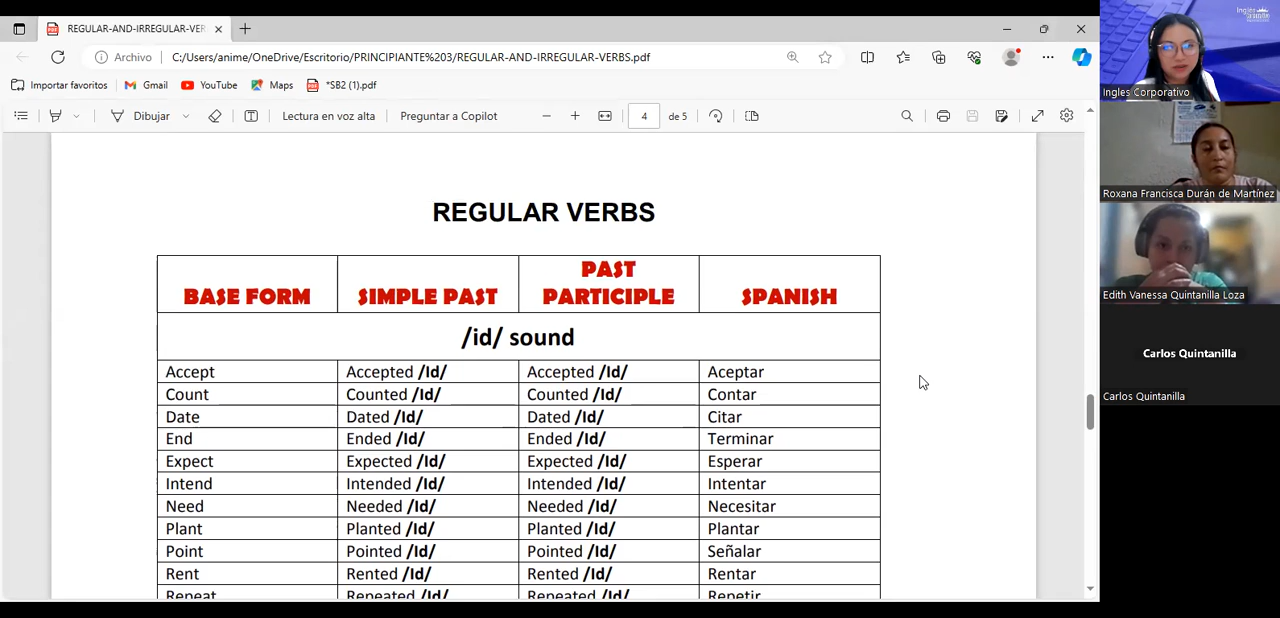 REGULAR-AND-IRREGULAR-VER
Archivo C:/Users/anime/OneDrive/Escritorio/PRINCIPIANTE%203/REGULAR-AND-IRREGULAR-VERBS.pdf
Importar favoritos Gmail YouTube Maps *SB2 (1).pdf
Dibujar Lectura en voz alta Preguntar a Copilot 4 de 5
REGULAR VERBS
BASE FORM SIMPLE PAST PAST PARTICIPLE SPANISH
/id/ sound
Accept Accepted /Id/ Accepted /Id/ Aceptar
Count Counted /Id/ Counted /Id/ Contar
Date Dated /Id/ Dated /Id/ Citar
End Ended /Id/ Ended /Id/ Terminar
Expect Expected /Id/ Expected /Id/ Esperar
Intend Intended /Id/ Intended /Id/ Intentar
Need Needed /Id/ Needed /Id/ Necesitar
Plant Planted /Id/ Planted /Id/ Plantar
Point Pointed /Id/ Pointed /Id/ Señalar
Rent Rented /Id/ Rented /Id/ Rentar
Repeat Repeated /Id/ Repeated /Id/ Repetir
Ingles Corporativo
Roxana Francisca Durán de Martínez
Edith Vanessa Quintanilla Loza
Carlos Quintanilla
Carlos Quintanilla